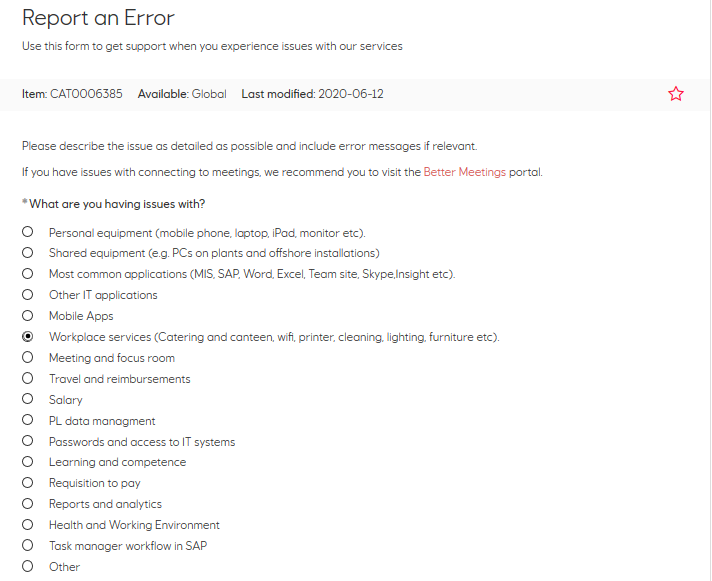 Report an Error
Use this form to get support when you experience issues with our services
Item: CAT0006385 Available: Global Last modified: 2020-06-12
Please describe the issue as detailed as possible and include error messages if relevant.
If you have issues with connecting to meetings, we recommend you to visit the Better Meetings portal.
*What are you having issues with?
Personal equipment (mobile phone, laptop, iPad, monitor etc).
Shared equipment (e.g. PCs on plants and offshore installations)
Most common applications (MIS, SAP, Word, Excel, Team site, Skype,Insight etc).
Other IT applications
Mobile Apps
Workplace services (Catering and canteen, wifi, printer, cleaning, lighting, furniture etc).
Meeting and focus room
Travel and reimbursements
Salary
PL data managment
Passwords and access to IT systems
Learning and competence
Requisition to pay
Reports and analytics
Health and Working Environment
Task manager workflow in SAP
Other